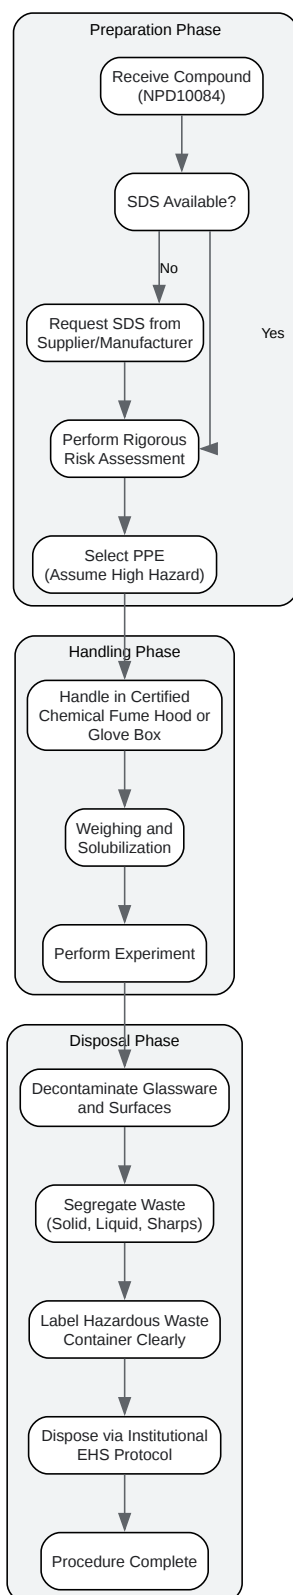 Preparation Phase
Receive Compound
(NPD10084)
SDS Available?
No
Request SDS from
Supplier/Manufacturer
Yes
Perform Rigorous
Risk Assessment
Select PPE
(Assume High Hazard)
Handling Phase
Handle in Certified
Chemical Fume Hood or
Glove Box
Weighing and
Solubilization
Perform Experiment
Disposal Phase
Decontaminate Glassware
and Surfaces
Segregate Waste
(Solid, Liquid, Sharps)
Label Hazardous Waste
Container Clearly
Dispose via Institutional
EHS Protocol
Procedure Complete